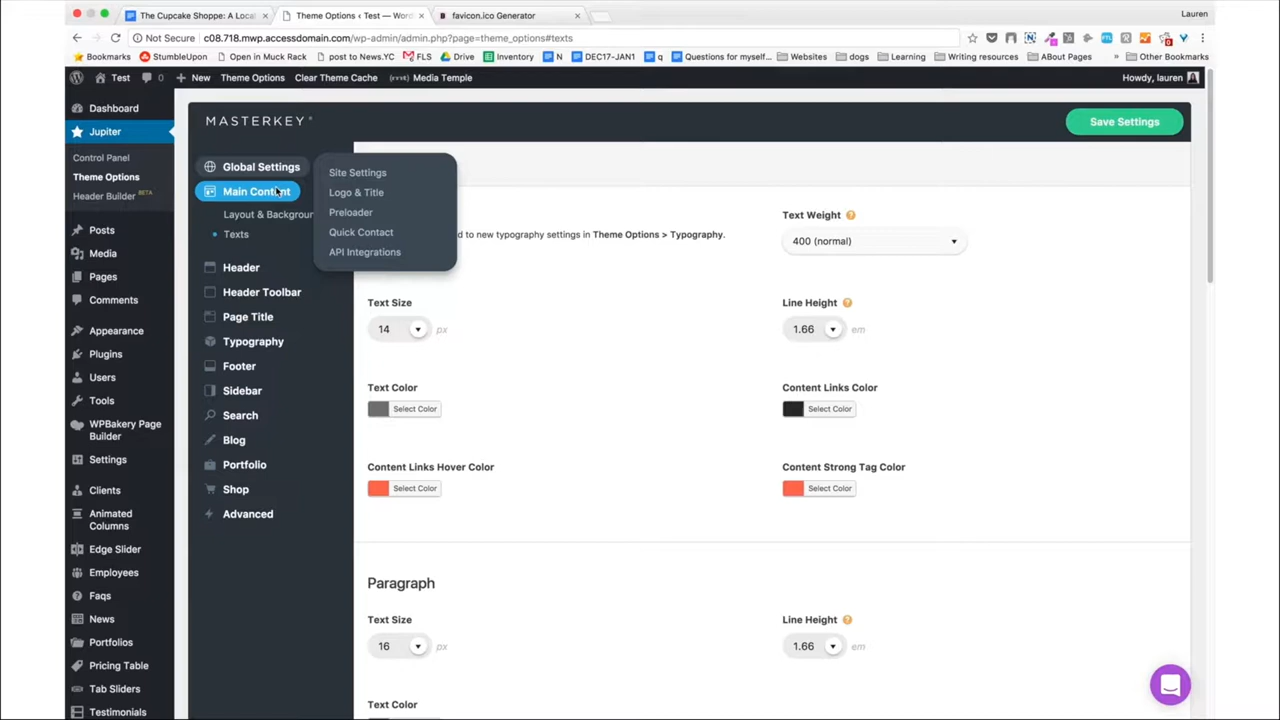 The Cupcake Shoppe: A Loca
Theme Options ‹ Test — Word
favicon.ico Generator
Lauren
Not Secure c08.718.mwp.accessdomain.com/wp-admin/admin.php?page=theme_options#texts
Bookmarks StumbleUpon Open in Muck Rack post to News.YC FLS Drive Inventory N DEC17-JAN1 q Questions for myself... Websites dogs Learning Writing resources ABout Pages » Other Bookmarks
Test 0 New Theme Options Clear Theme Cache (mt) Media Temple Howdy, lauren
Dashboard
Jupiter
Control Panel
Theme Options
Header Builder BETA
Posts
Media
Pages
Comments
Appearance
Plugins
Users
Tools
WPBakery Page
Builder
Settings
Clients
Animated
Columns
Edge Slider
Employees
Faqs
News
Portfolios
Pricing Table
Tab Sliders
Testimonials
MASTERKEY
Save Settings
Global Settings
Main Content
Layout & Backgroun
Texts
Header
Header Toolbar
Page Title
Typography
Footer
Sidebar
Search
Blog
Portfolio
Shop
Advanced
Site Settings
Logo & Title
Preloader
Quick Contact
API Integrations
d to new typography settings in Theme Options > Typography.
Text Weight ?
400 (normal)
Text Size
14 px
Line Height ?
1.66 em
Text Color
Select Color
Content Links Color
Select Color
Content Links Hover Color
Select Color
Content Strong Tag Color
Select Color
Paragraph
Text Size
16 px
Line Height ?
1.66 em
Text Color